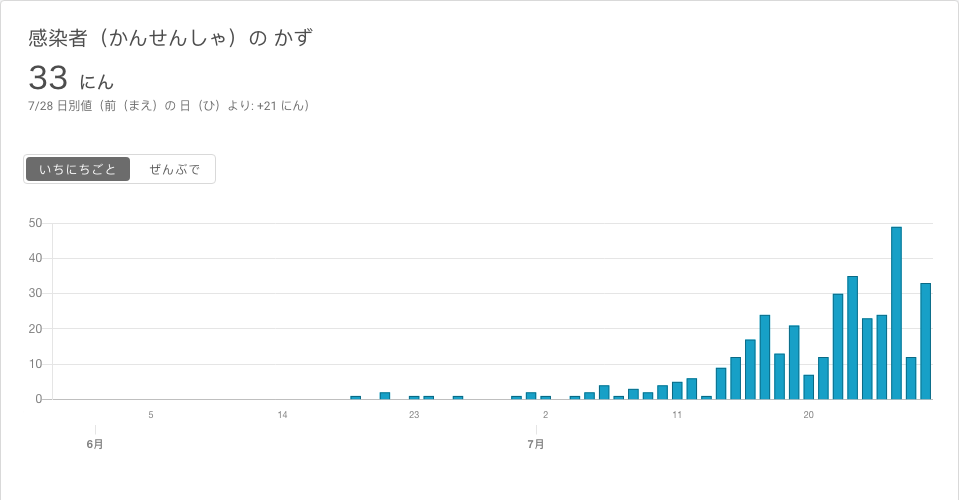 感染者（かんせんしゃ）の かず
33 にん
7/28 日別値（前（まえ）の 日（ひ）より: +21 にん）
いちにちごと ぜんぶで
50
40
30
20
10
0
5 14 23 2 11 20
6月 7月